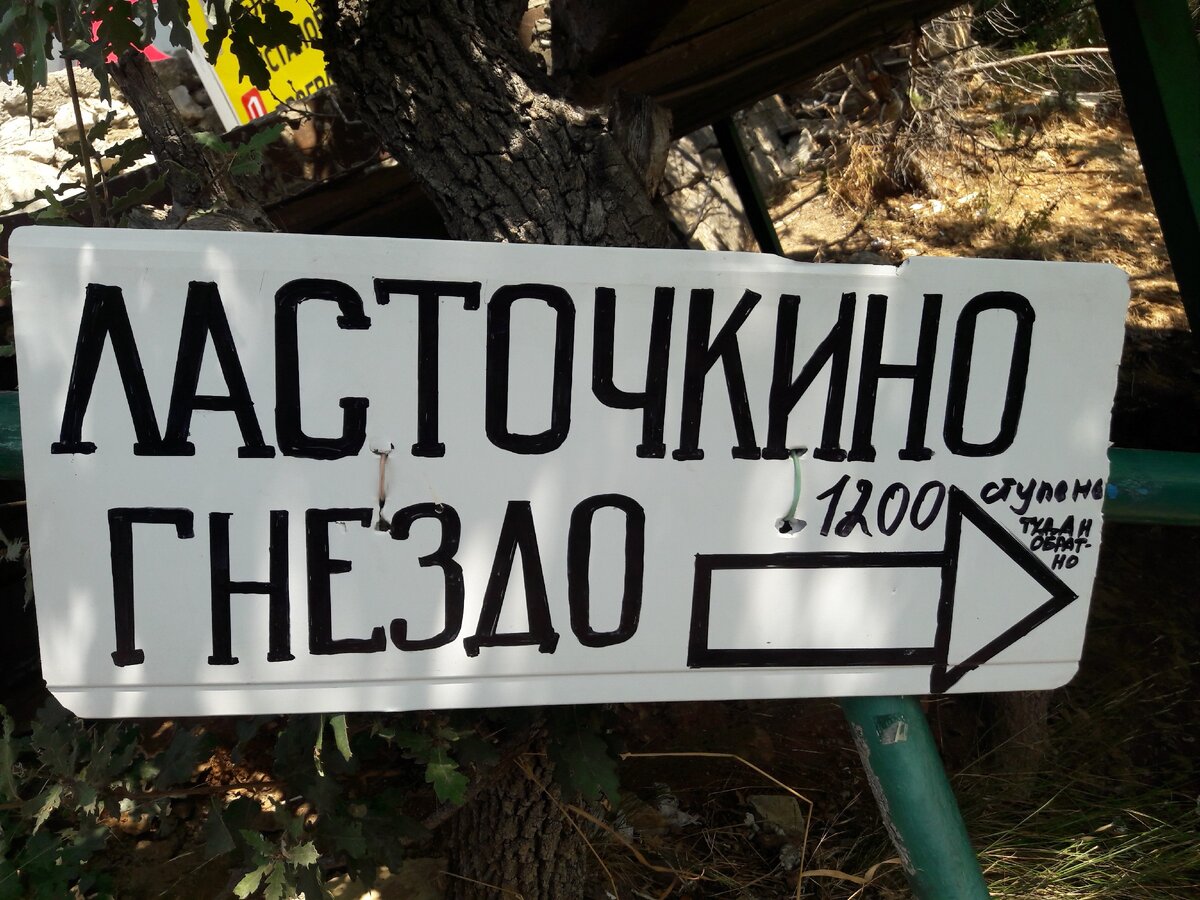 ЛАСТОЧКИНО
ГНЕЗДО
1200 ступене
ТУДА И
ОБРАТ-
НО